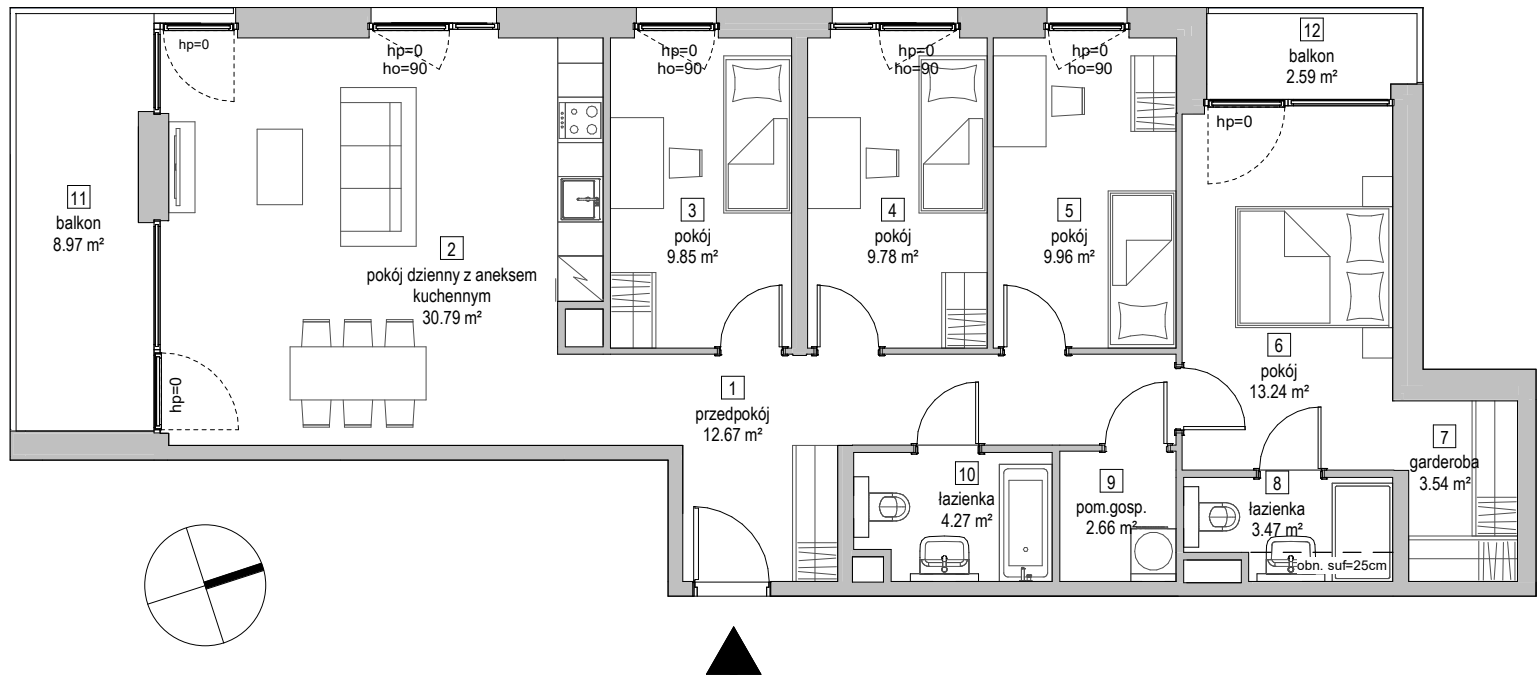 hp=0
hp=0
ho=90
hp=0
ho=90
hp=0
ho=90
hp=0
ho=90
12
balkon
2.59 m²
hp=0
11
balkon
8.97 m²
2
pokój dzienny z aneksem
kuchennym
30.79 m²
3
pokój
9.85 m²
4
pokój
9.78 m²
5
pokój
9.96 m²
6
pokój
13.24 m²
hp=0
1
przedpokój
12.67 m²
7
garderoba
3.54 m²
10
łazienka
4.27 m²
9
pom.gosp.
2.66 m²
8
łazienka
3.47 m²
obn. suf=25cm